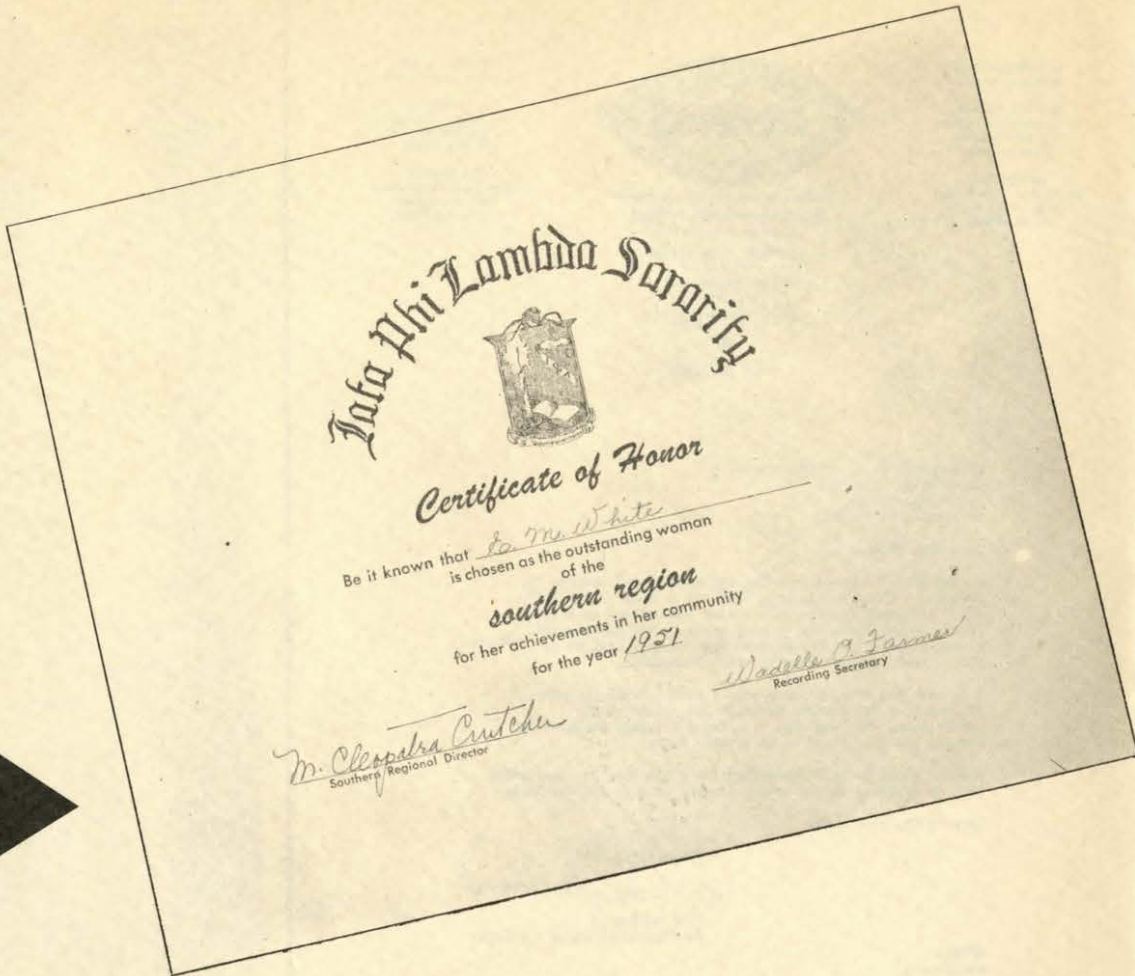 Iota Phi Lambda Sorority
Certificate of Honor
Be it known that E. M. White
is chosen as the outstanding woman
of the
southern region
for her achievements in her community
for the year 1951
M. Cleopatra Crutcher
Southern Regional Director
Wadelle A. Farmer
Recording Secretary